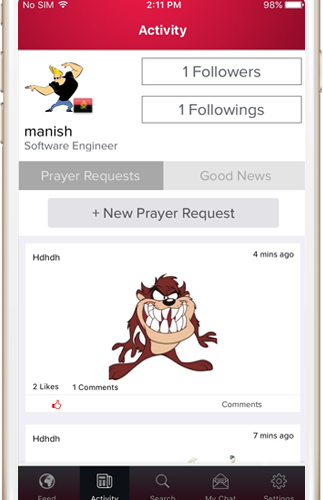 No SIM 2:11 PM 98%
Activity
1 Followers
1 Followings
manish
Software Engineer
Prayer Requests Good News
+ New Prayer Request
Hdhdh 4 mins ago
2 Likes 1 Comments
Comments
Hdhdh 7 mins ago
Feed Activity Search My Chat Settings